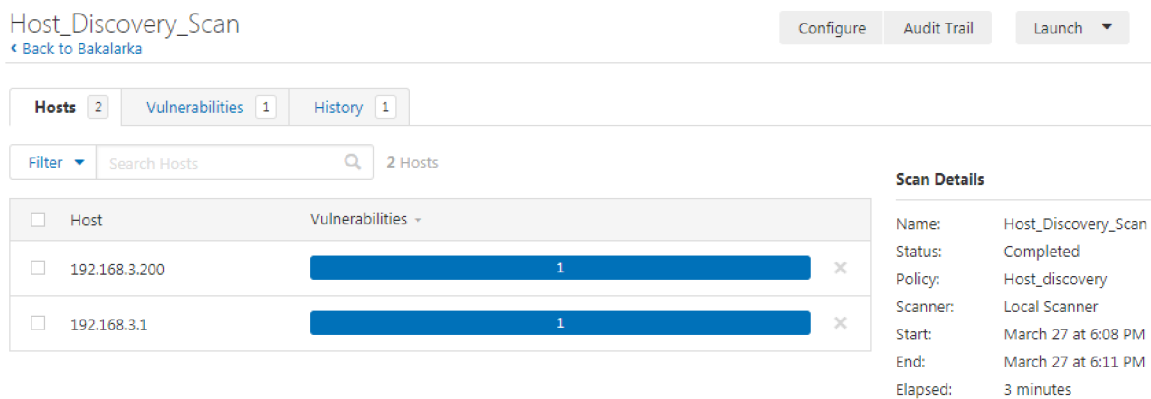 Host_Discovery_Scan
‹ Back to Bakalarka
Configure Audit Trail Launch
Hosts 2 Vulnerabilities 1 History 1
Filter Search Hosts 2 Hosts
Host Vulnerabilities
192.168.3.200 1
192.168.3.1 1
Scan Details
Name: Host_Discovery_Scan
Status: Completed
Policy: Host_discovery
Scanner: Local Scanner
Start: March 27 at 6:08 PM
End: March 27 at 6:11 PM
Elapsed: 3 minutes